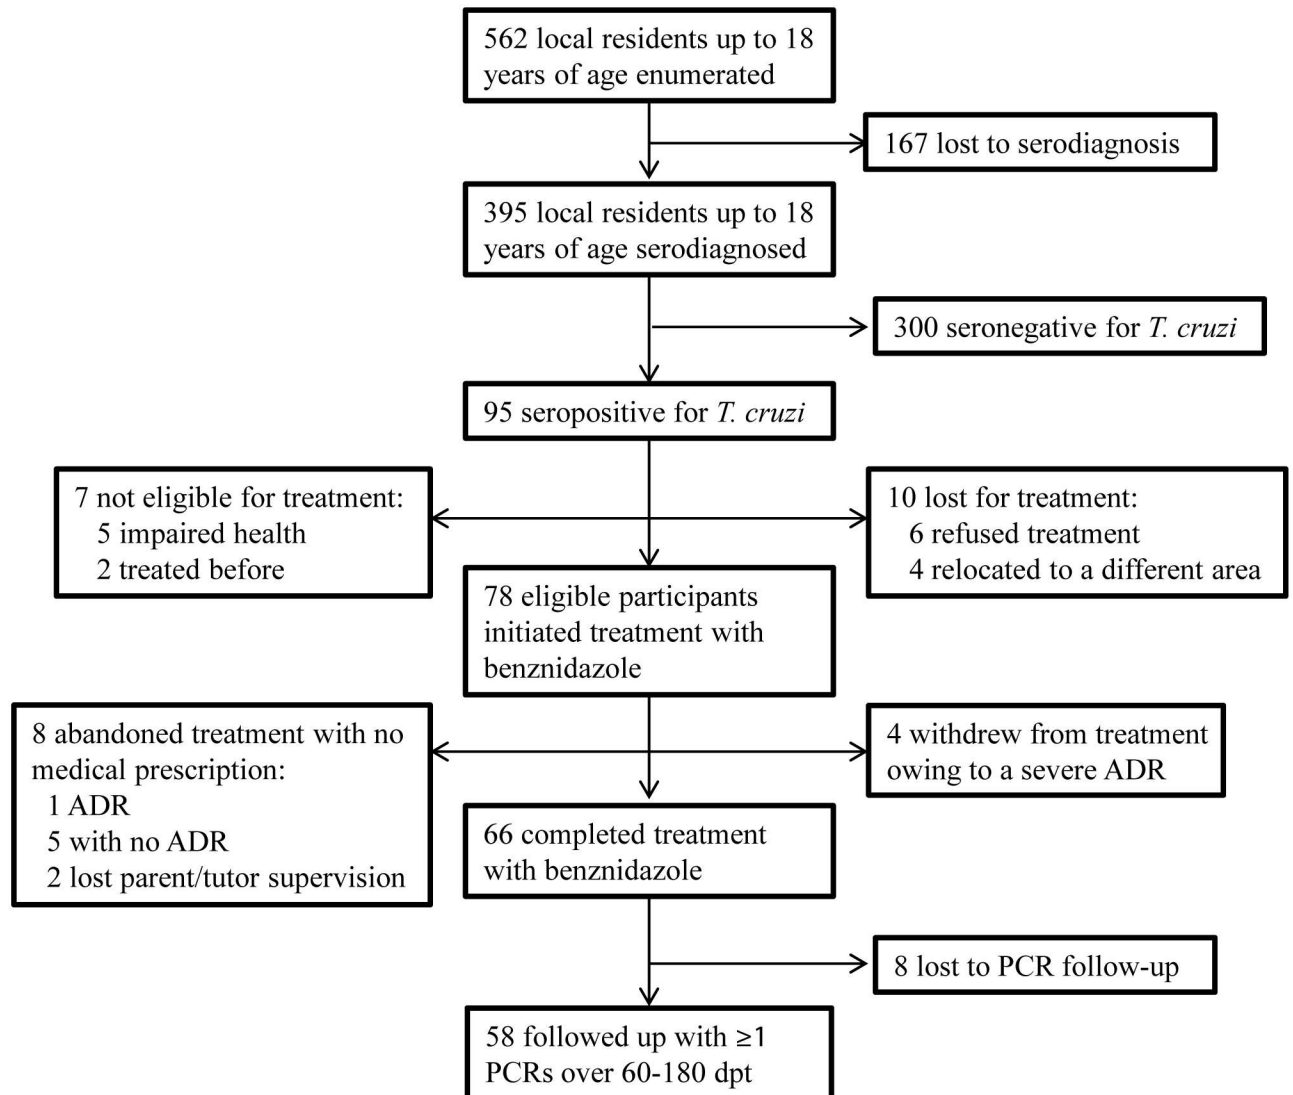 562 local residents up to 18
years of age enumerated
167 lost to serodiagnosis
395 local residents up to 18
years of age serodiagnosed
300 seronegative for T. cruzi
95 seropositive for T. cruzi
7 not eligible for treatment:
5 impaired health
2 treated before
10 lost for treatment:
6 refused treatment
4 relocated to a different area
78 eligible participants
initiated treatment with
benznidazole
8 abandoned treatment with no
medical prescription:
1 ADR
5 with no ADR
2 lost parent/tutor supervision
4 withdrew from treatment
owing to a severe ADR
66 completed treatment
with benznidazole
8 lost to PCR follow-up
58 followed up with ≥1
PCRs over 60-180 dpt